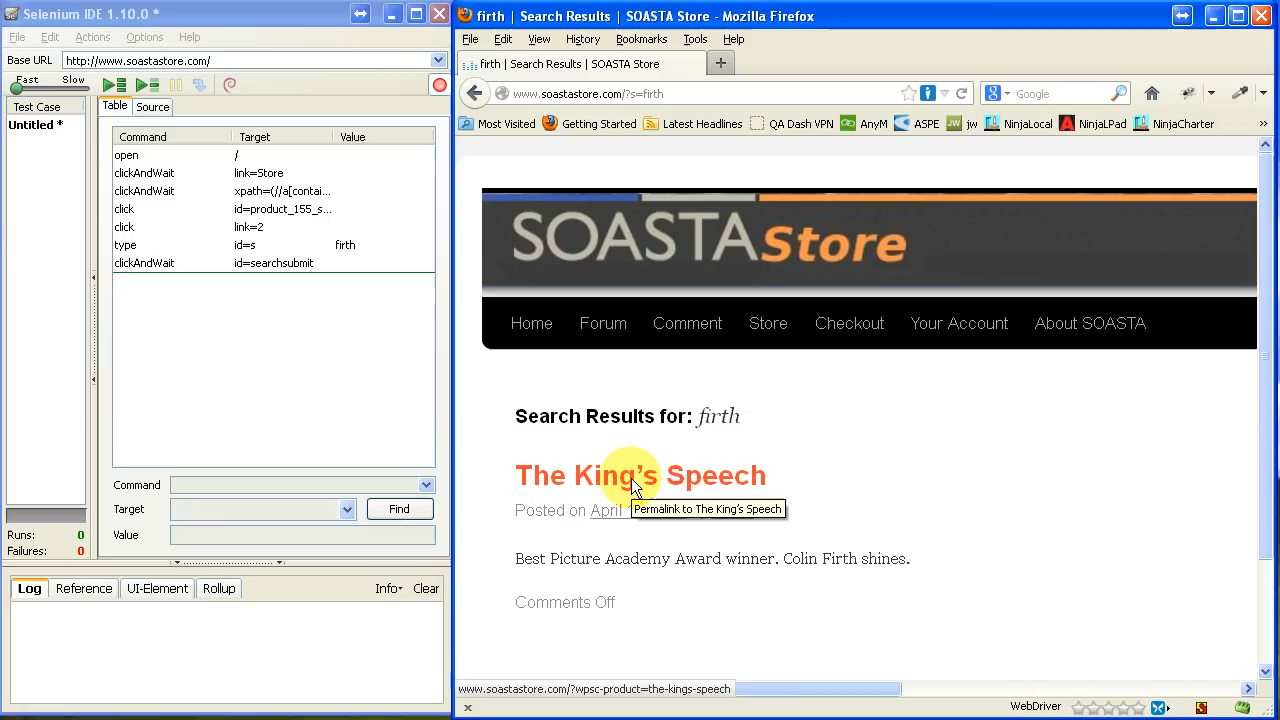 Selenium IDE 1.10.0 *
File Edit Actions Options Help
Base URL http://www.soastastore.com/
Fast Slow
Test Case
Untitled *
Table Source
Command Target Value
open /
clickAndWait link=Store
clickAndWait xpath=(//a[contai...
click id=product_155_s...
click link=2
type id=s firth
clickAndWait id=searchsubmit
Command
Target Find
Value
Runs: 0
Failures: 0
Log Reference UI-Element Rollup Info Clear
firth | Search Results | SOASTA Store - Mozilla Firefox
File Edit View History Bookmarks Tools Help
firth | Search Results | SOASTA Store
www.soastastore.com/?s=firth
Google
Most Visited Getting Started Latest Headlines QA Dash VPN AnyM ASPE jw NinjaLocal NinjaLPad NinjaCharter »
SOASTA Store
Home Forum Comment Store Checkout Your Account About SOASTA
Search Results for: firth
The King's Speech
Posted on April
Permalink to The King's Speech
Best Picture Academy Award winner. Colin Firth shines.
Comments Off
www.soastastore.com/?wpsc-product=the-kings-speech
WebDriver